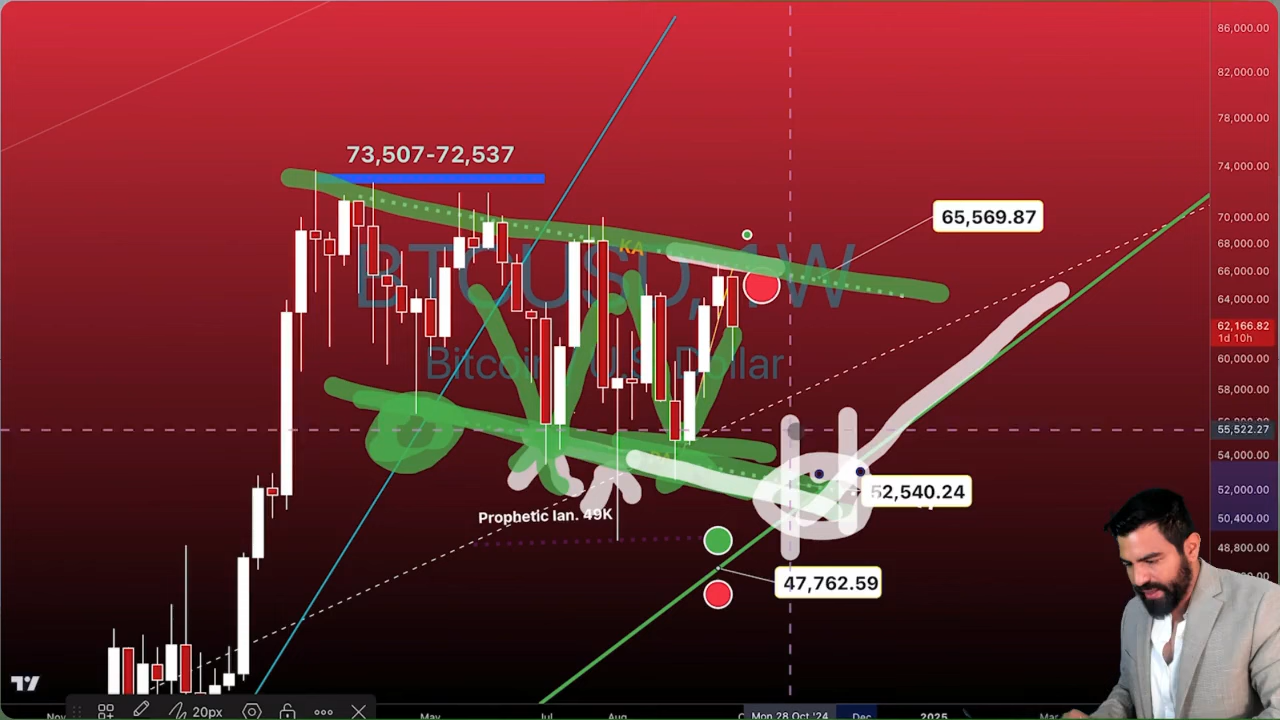 86,000.00
82,000.00
78,000.00
73,507-72,537
74,000.00
65,569.87
70,000.00
KA
68,000.00
BTCUSD, 1W
66,000.00
64,000.00
62,166.82
1d 10h
Bitcoin / U.S. Dollar
60,000.00
58,000.00
55,522.27
54,000.00
52,540.24
52,000.00
Prophetic Ian. 49K
50,400.00
48,800.00
47,762.59
20px
Nov
May
Jul
Aug
Mon 28 Oct '24
Dec
2025
Mar